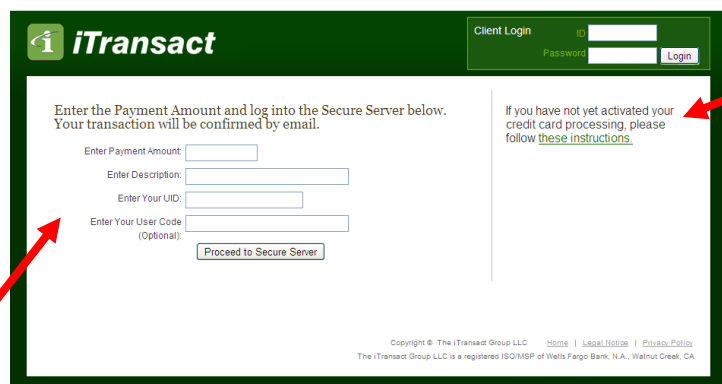 iTransact
Client Login
ID
Password
Login
Enter the Payment Amount and log into the Secure Server below.
Your transaction will be confirmed by email.
Enter Payment Amount:
Enter Description:
Enter Your UID:
Enter Your User Code
(Optional):
Proceed to Secure Server
If you have not yet activated your
credit card processing, please
follow these instructions.
Copyright © The iTransact Group LLC Home | Legal Notice | Privacy Policy
The iTransact Group LLC is a registered ISO/MSP of Wells Fargo Bank, N.A., Walnut Creek, CA